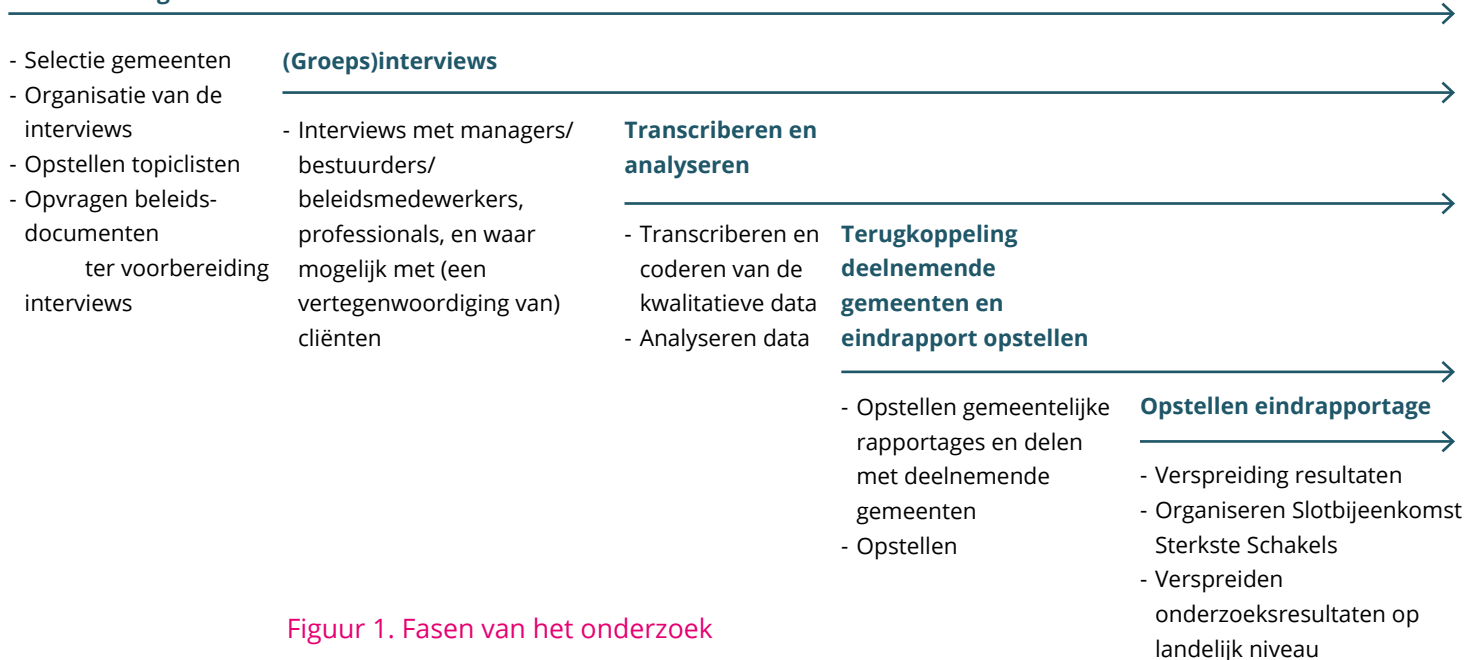 - Selectie gemeenten
- Organisatie van de
interviews
- Opstellen topiclisten
- Opvragen beleids-
documenten
ter voorbereiding
interviews
(Groeps)interviews
- Interviews met managers/
bestuurders/
beleidsmedewerkers,
professionals, en waar
mogelijk met (een
vertegenwoordiging van)
cliënten
Transcriberen en
analyseren
- Transcriberen en
coderen van de
kwalitatieve data
- Analyseren data
Terugkoppeling
deelnemende
gemeenten en
eindrapport opstellen
- Opstellen gemeentelijke
rapportages en delen
met deelnemende
gemeenten
- Opstellen
Opstellen eindrapportage
- Verspreiding resultaten
- Organiseren Slotbijeenkomst
Sterkste Schakels
- Verspreiden
onderzoeksresultaten op
landelijk niveau
Figuur 1. Fasen van het onderzoek